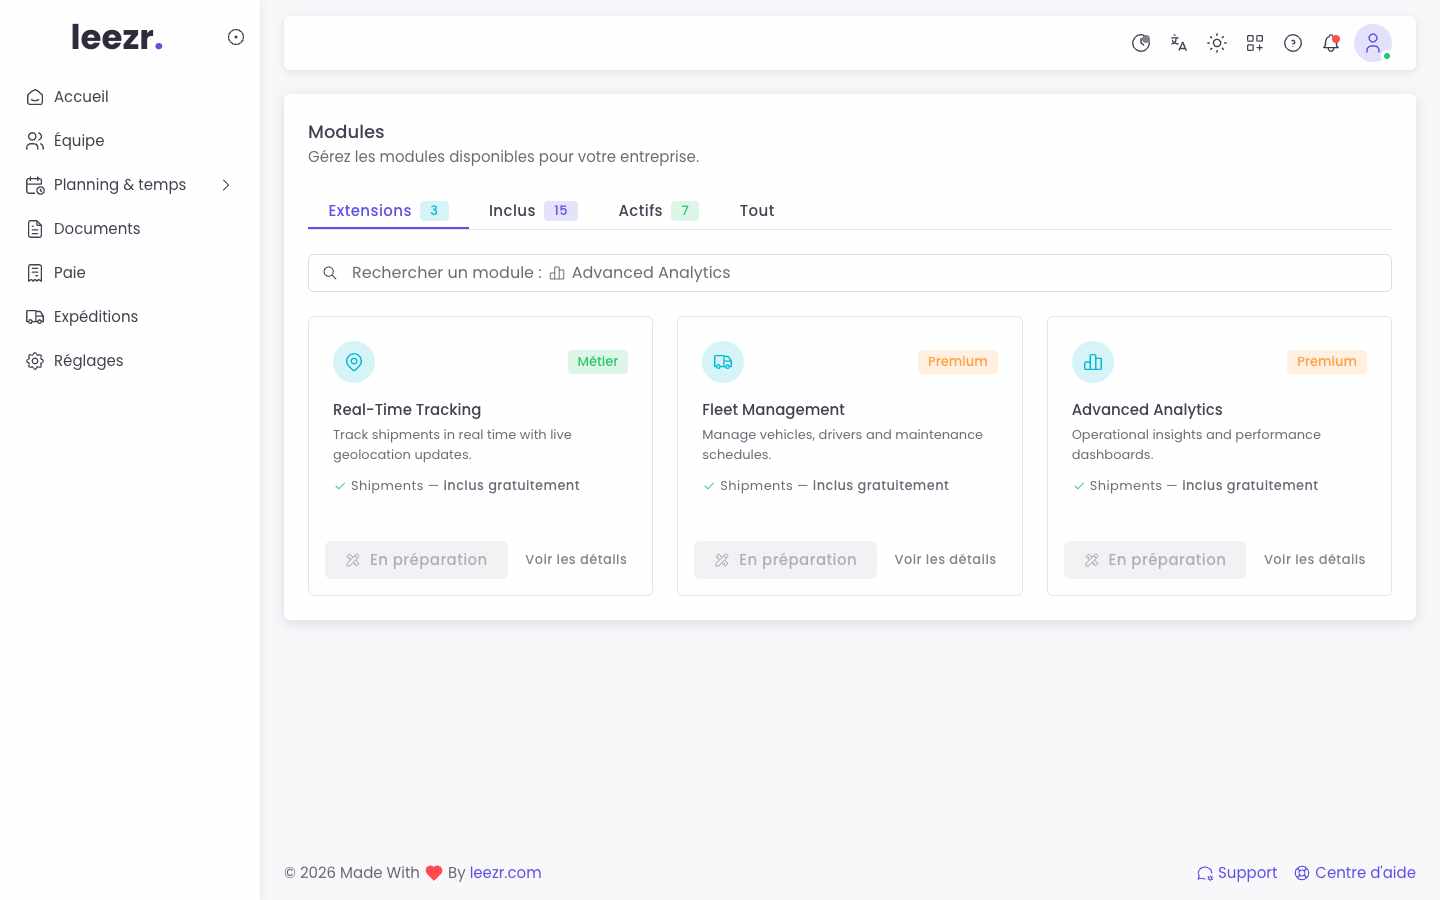 leezr.
Accueil
Équipe
Planning & temps
Documents
Paie
Expéditions
Réglages
Modules
Gérez les modules disponibles pour votre entreprise.
Extensions 3 Inclus 15 Actifs 7 Tout
Rechercher un module : Advanced Analytics
Métier
Real-Time Tracking
Track shipments in real time with live
geolocation updates.
Shipments — Inclus gratuitement
En préparation Voir les détails
Premium
Fleet Management
Manage vehicles, drivers and maintenance
schedules.
Shipments — Inclus gratuitement
En préparation Voir les détails
Premium
Advanced Analytics
Operational insights and performance
dashboards.
Shipments — Inclus gratuitement
En préparation Voir les détails
© 2026 Made With ❤️ By leezr.com
Support Centre d'aide